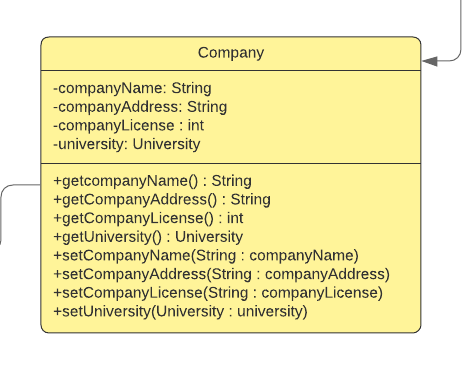 Company
-companyName: String
-companyAddress: String
-companyLicense : int
-university: University
+getcompanyName() : String
+getCompanyAddress() : String
+getCompanyLicense() : int
+getUniversity() : University
+setCompanyName(String : companyName)
+setCompanyAddress(String : companyAddress)
+setCompanyLicense(String : companyLicense)
+setUniversity(University : university)